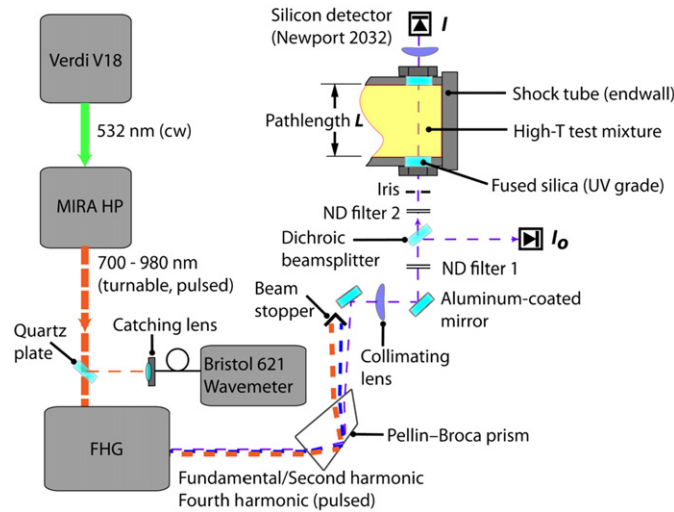 Silicon detector
(Newport 2032)
I
Verdi V18
Shock tube (endwall)
Pathlength L
532 nm (cw)
High-T test mixture
Fused silica (UV grade)
MIRA HP
Iris
ND filter 2
Dichroic
beamsplitter
Io
700 - 980 nm
(turnable, pulsed)
ND filter 1
Beam
stopper
Aluminum-coated
mirror
Quartz
plate
Catching lens
Collimating
lens
Bristol 621
Wavemeter
Pellin–Broca prism
FHG
Fundamental/Second harmonic
Fourth harmonic (pulsed)